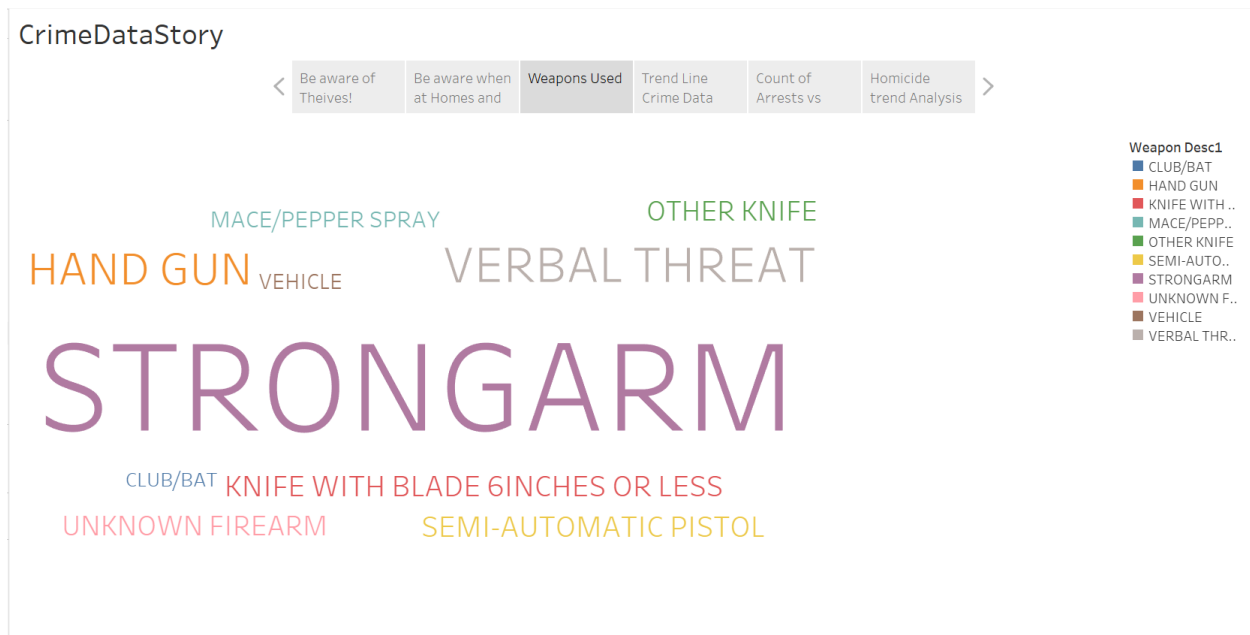 CrimeDataStory
Be aware of
Theives!
Be aware when
at Homes and
Weapons Used
Trend Line
Crime Data
Count of
Arrests vs
Homicide
trend Analysis
Weapon Desc1
CLUB/BAT
HAND GUN
KNIFE WITH ..
MACE/PEPP..
OTHER KNIFE
SEMI-AUTO..
STRONGARM
UNKNOWN F..
VEHICLE
VERBAL THR..
MACE/PEPPER SPRAY
OTHER KNIFE
HAND GUN
VEHICLE
VERBAL THREAT
STRONGARM
CLUB/BAT
KNIFE WITH BLADE 6INCHES OR LESS
UNKNOWN FIREARM
SEMI-AUTOMATIC PISTOL